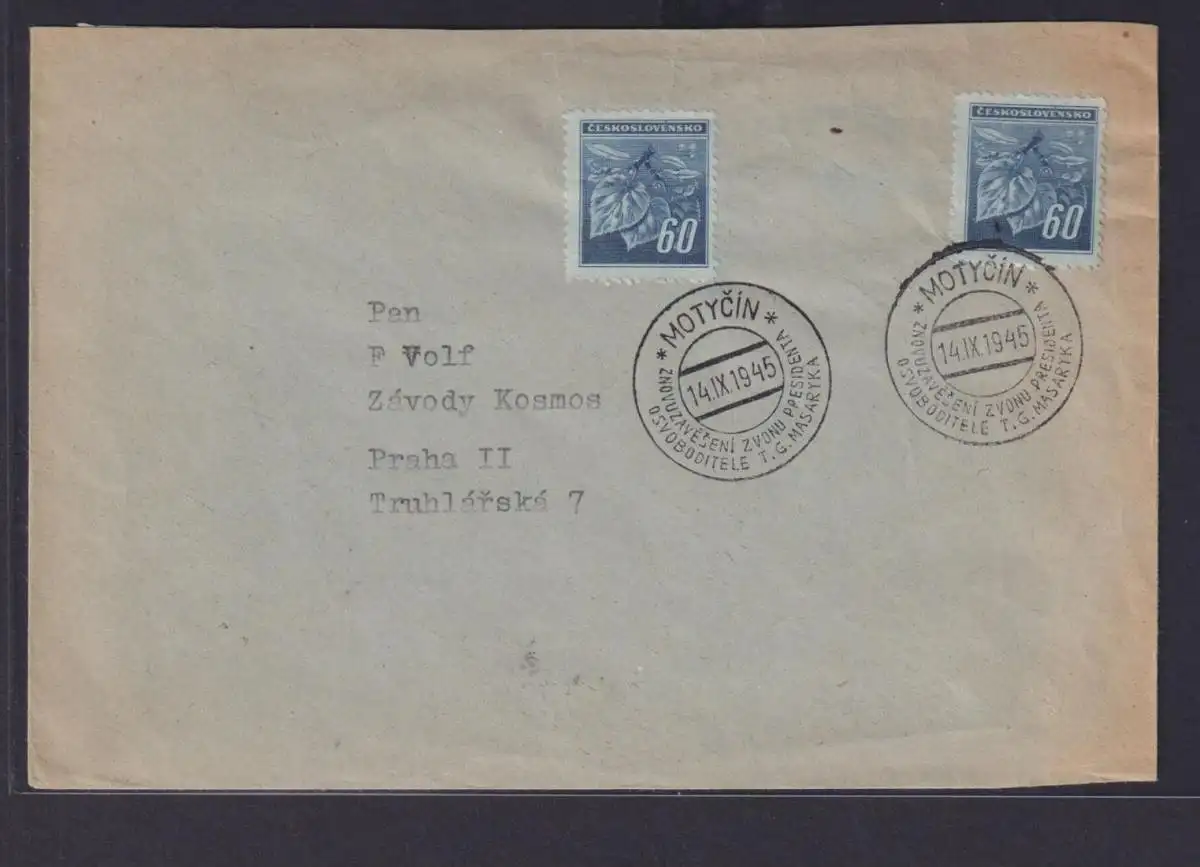 ČESKOSLOVENSKO
60
ČESKOSLOVENSKO
60
Pan
F Volf
Závody Kosmos
Praha II
Truhlářská 7
* MOTYČÍN *
14.IX.1945
ZNOVUZAVĚŠENÍ ZVONU PRESIDENTA
OSVOBODITELE T.G.MASARYKA
* MOTYČÍN *
14.IX.1945
ZNOVUZAVĚŠENÍ ZVONU PRESIDENTA
OSVOBODITELE T.G.MASARYKA